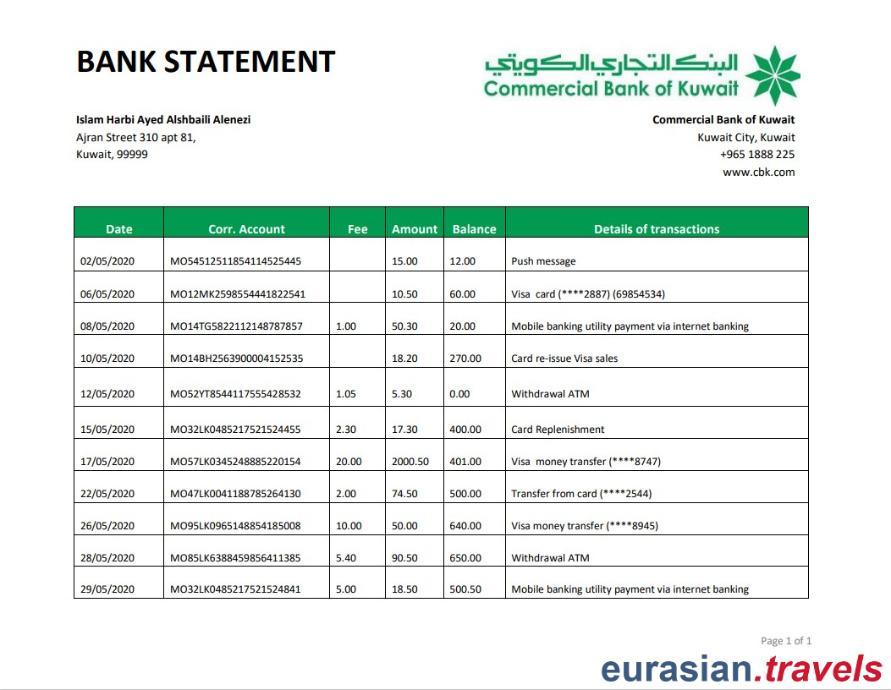 BANK STATEMENT
البنك التجاري الكويتي
Commercial Bank of Kuwait
Islam Harbi Ayed Alshbaili Alenezi
Ajran Street 310 apt 81,
Kuwait, 99999
Commercial Bank of Kuwait
Kuwait City, Kuwait
+965 1888 225
www.cbk.com
Date Corr. Account Fee Amount Balance Details of transactions
02/05/2020 MO54512511854114525445 15.00 12.00 Push message
06/05/2020 MO12MK2598554441822541 10.50 60.00 Visa card (****2887) (69854534)
08/05/2020 MO14TG5822112148787857 1.00 50.30 20.00 Mobile banking utility payment via internet banking
10/05/2020 MO14BH2563900004152535 18.20 270.00 Card re-issue Visa sales
12/05/2020 MO52YT8544117555428532 1.05 5.30 0.00 Withdrawal ATM
15/05/2020 MO32LK0485217521524455 2.30 17.30 400.00 Card Replenishment
17/05/2020 MO57LK0345248885220154 20.00 2000.50 401.00 Visa money transfer (****8747)
22/05/2020 MO47LK0041188785264130 2.00 74.50 500.00 Transfer from card (****2544)
26/05/2020 MO95LK0965148854185008 10.00 50.00 640.00 Visa money transfer (****8945)
28/05/2020 MO85LK6388459856411385 5.40 90.50 650.00 Withdrawal ATM
29/05/2020 MO32LK0485217521524841 5.00 18.50 500.50 Mobile banking utility payment via internet banking
Page 1 of 1
eurasian.travels